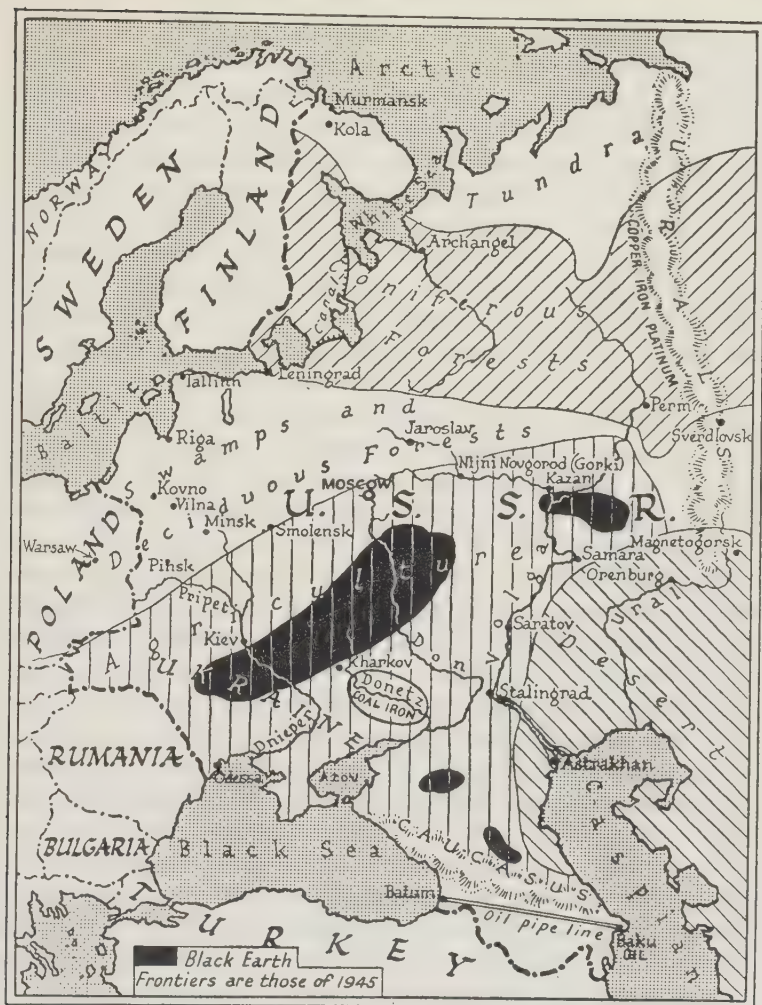 Arctic
Murmansk
Kola
NORWAY
SWEDEN
FINLAND
White Sea
Tundra
URALS
COPPER IRON PLATINUM
Archangel
Canal
Coniferous
Forests
Baltic
Tallinn
Leningrad
Perm
Sverdlovsk
Riga
Swamps and
Deciduous Forests
Jaroslav
Nijni Novgorod (Gorki)
Kazan
MOSCOW
U. S. S. R.
Kovno
Vilna
Minsk
Smolensk
POLAND
Warsaw
Pinsk
Pripet
Magnetogorsk
Samara
Orenburg
Ural
Volga
Agriculture
Kiev
Saratov
Desert
UKRAINE
Kharkov
Don
Donetz
COAL IRON
Stalingrad
Dnieper
RUMANIA
Odessa
Azov
Astrakhan
Caspian
BULGARIA
Black Sea
CAUCASUS
Batum
Oil pipe line
Baku
OIL
TURKEY
Black Earth
Frontiers are those of 1945